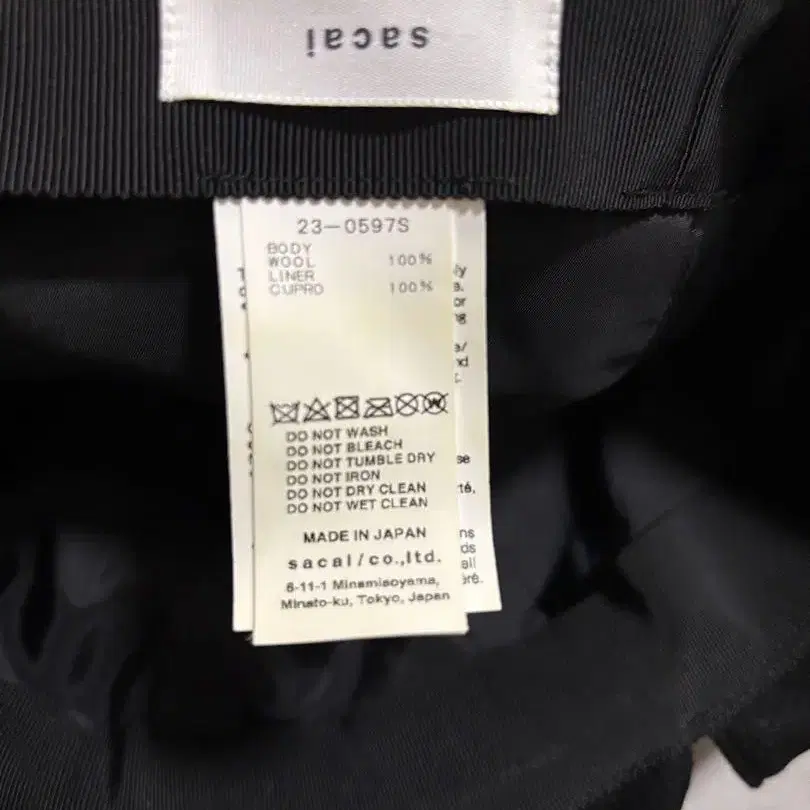 sacai
23-0597S
BODY
WOOL 100%
LINER
CUPRO 100%
DO NOT WASH
DO NOT BLEACH
DO NOT TUMBLE DRY
DO NOT IRON
DO NOT DRY CLEAN
DO NOT WET CLEAN
MADE IN JAPAN
sacai/co.,ltd.
6-11-1 Minamiaoyama,
Minato-ku, Tokyo, Japan